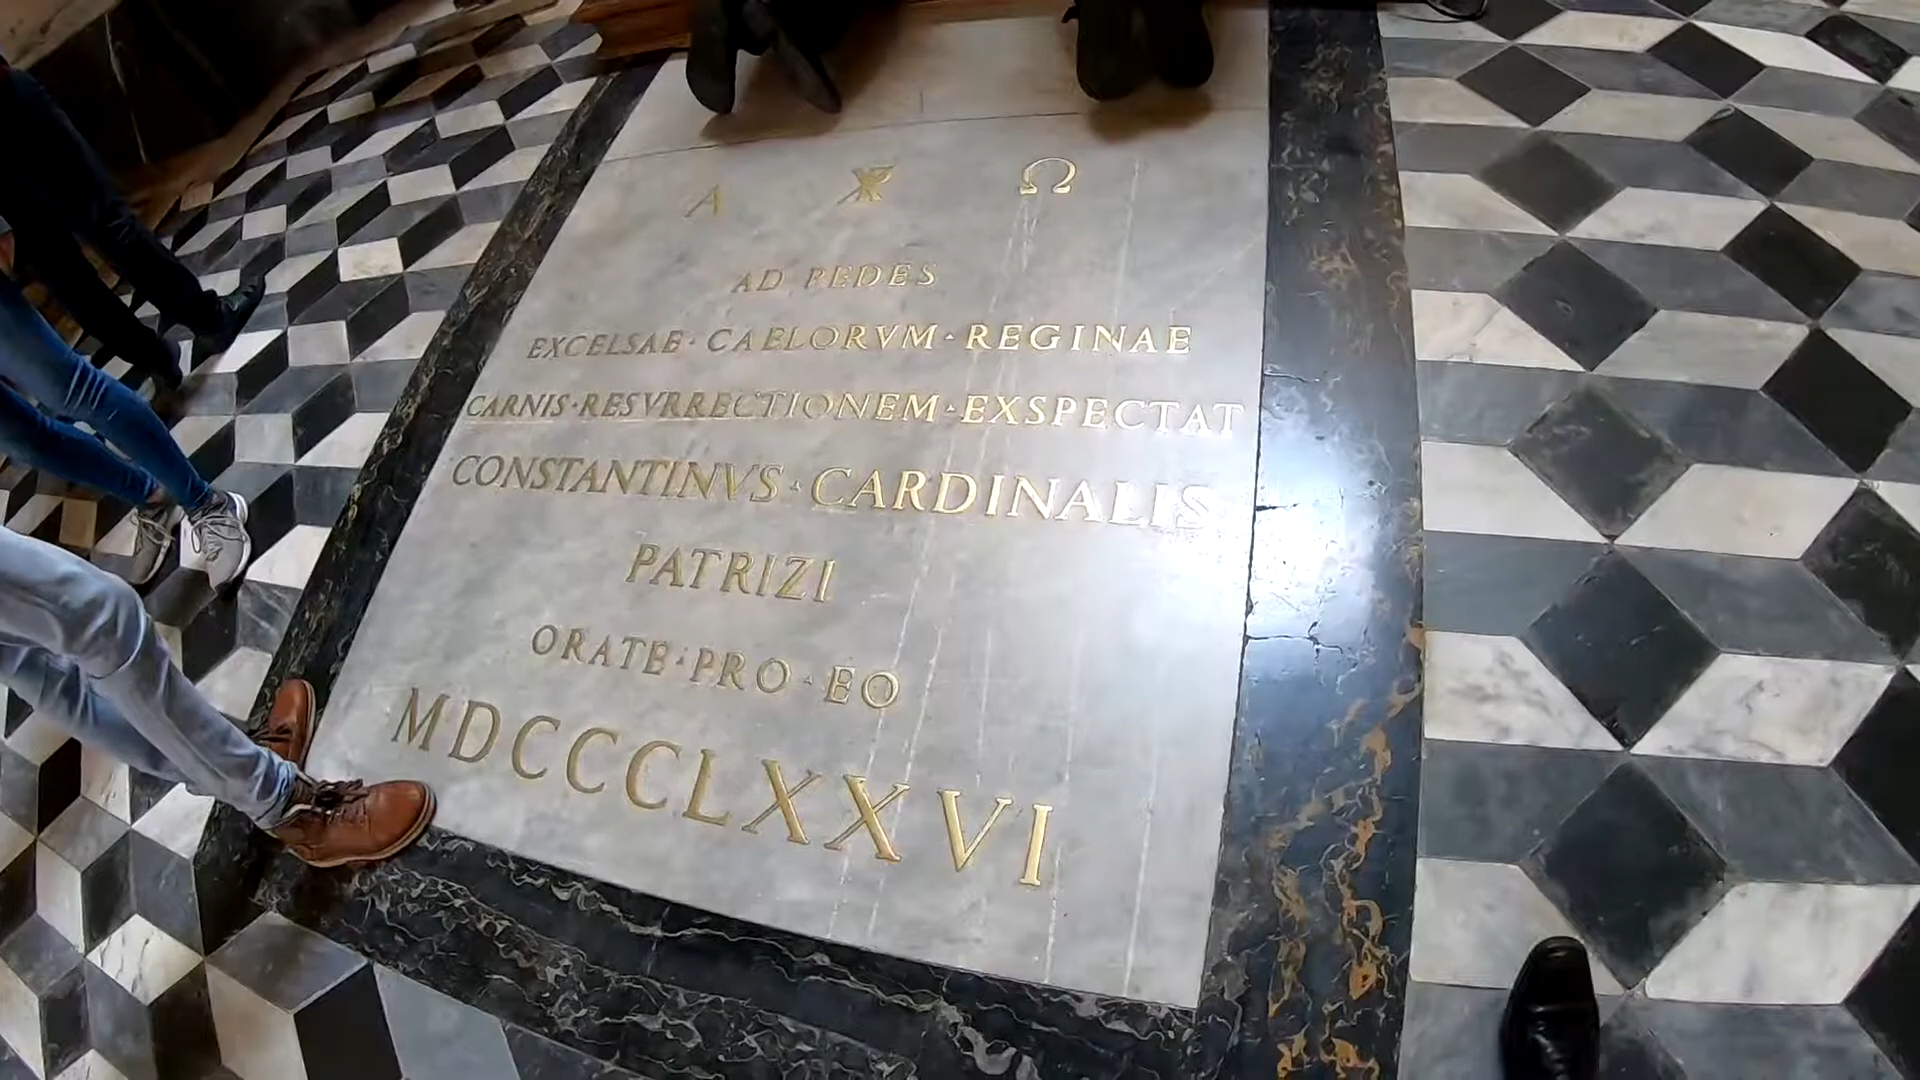 A ☧ Ω
AD PEDES
EXCELSAE · CAELORVM · REGINAE
CARNIS · RESVRRECTIONEM · EXSPECTAT
CONSTANTINVS · CARDINALIS
PATRIZI
ORATE · PRO · EO
MDCCCLXXVI